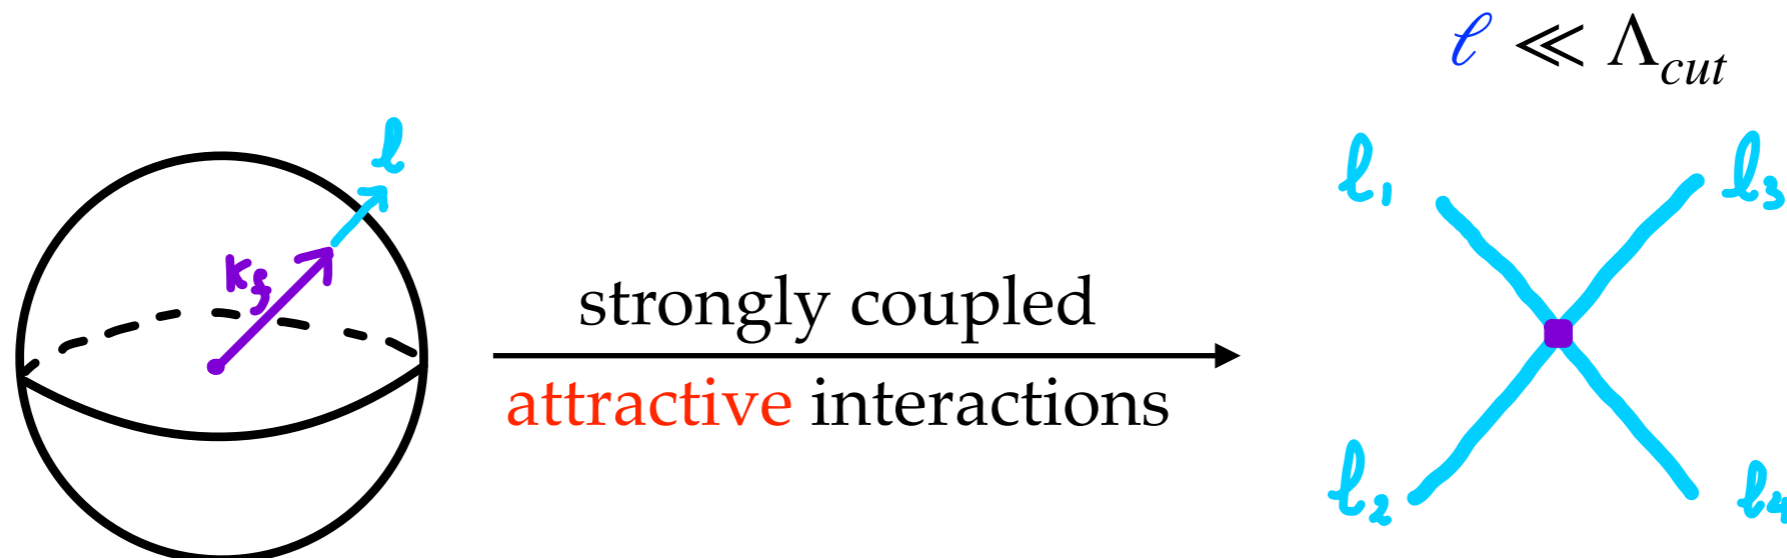 ℓ ≪ Λ_cut
ℓ
k_f
strongly coupled
attractive interactions
ℓ₁
ℓ₃
ℓ₂
ℓ₄